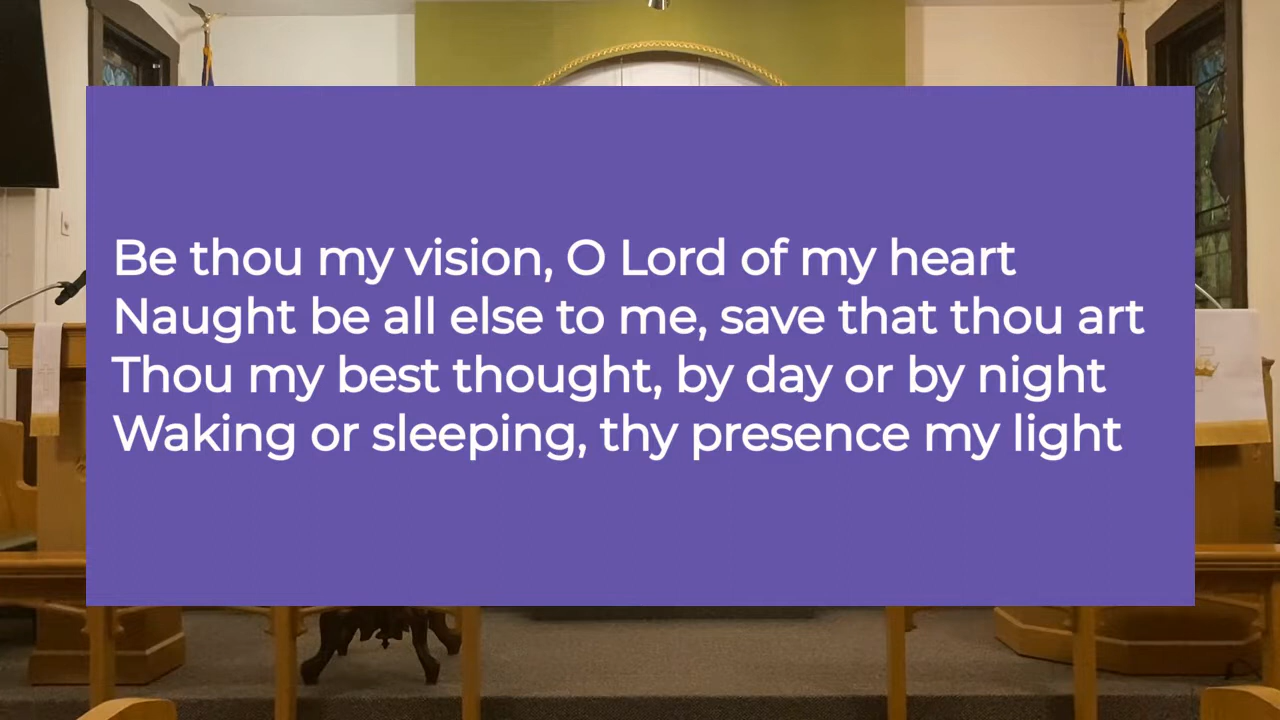 Be thou my vision, O Lord of my heart
Naught be all else to me, save that thou art
Thou my best thought, by day or by night
Waking or sleeping, thy presence my light